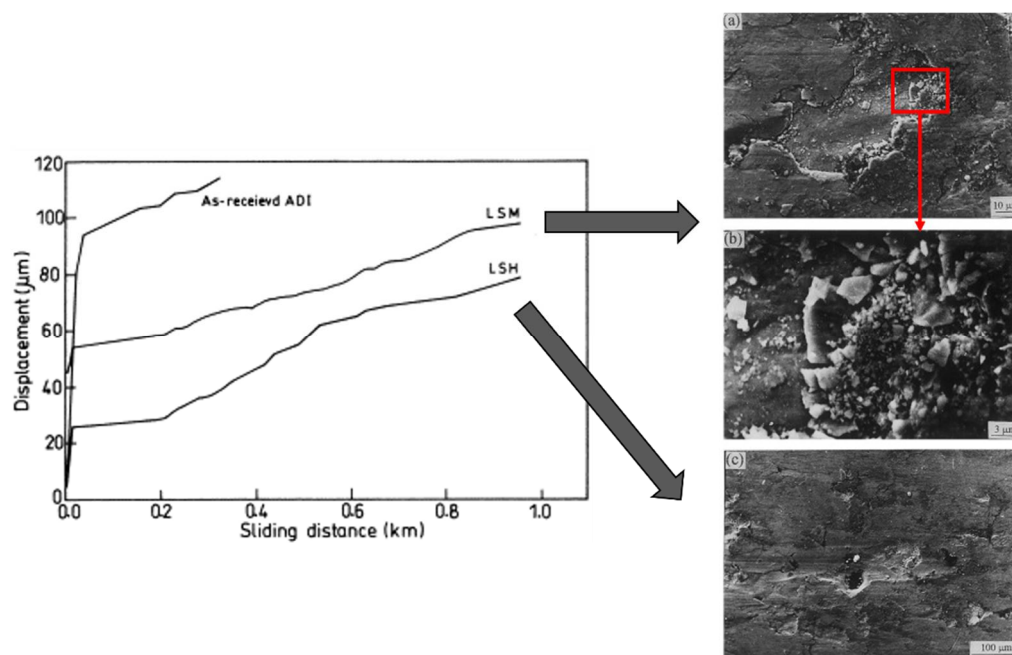 120
100
80
60
40
20
0
Displacement (μm)
As-receievd ADI
LSM
LSH
0.0 0.2 0.4 0.6 0.8 1.0
Sliding distance (km)
(a)
10 μm
(b)
3 μm
(c)
100 μm